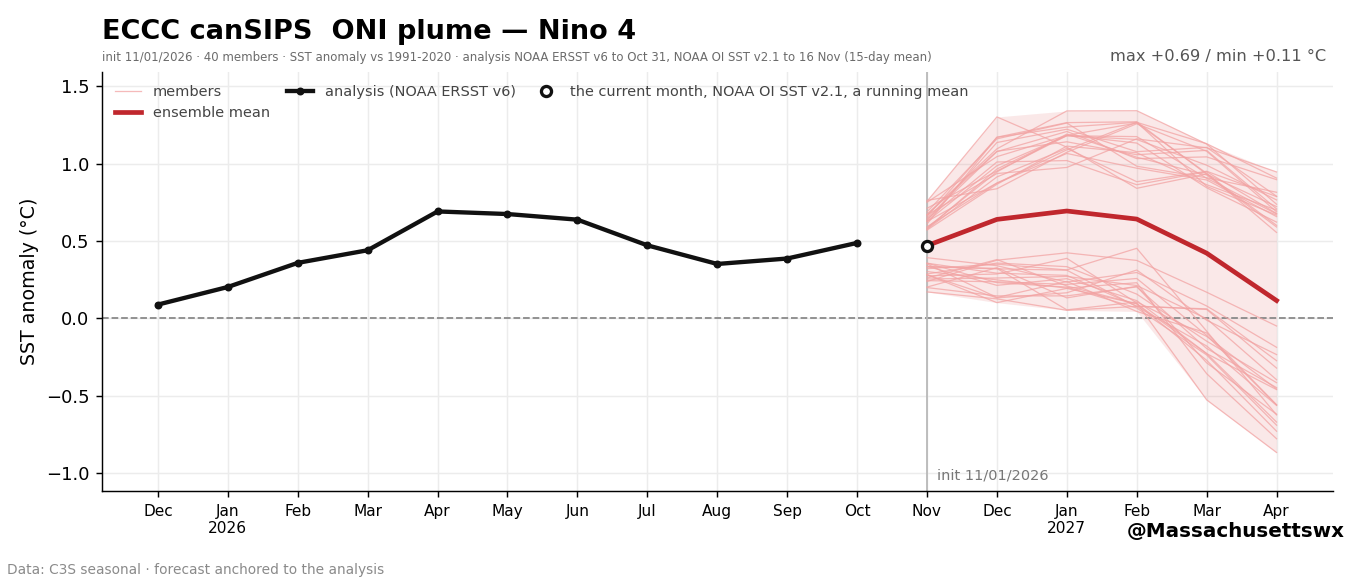 ECCC canSIPS  ONI plume — Nino 4
init 11/01/2026 · 40 members · SST anomaly vs 1991-2020 · analysis NOAA ERSST v6 to Oct 31, NOAA OI SST v2.1 to 16 Nov (15-day mean)
max +0.69 / min +0.11 °C
members
ensemble mean
analysis (NOAA ERSST v6)
the current month, NOAA OI SST v2.1, a running mean
SST anomaly (°C)
1.5
1.0
0.5
0.0
−0.5
−1.0
init 11/01/2026
Dec Jan Feb Mar Apr May Jun Jul Aug Sep Oct Nov Dec Jan Feb Mar Apr
2026 2027
@Massachusettswx
Data: C3S seasonal · forecast anchored to the analysis